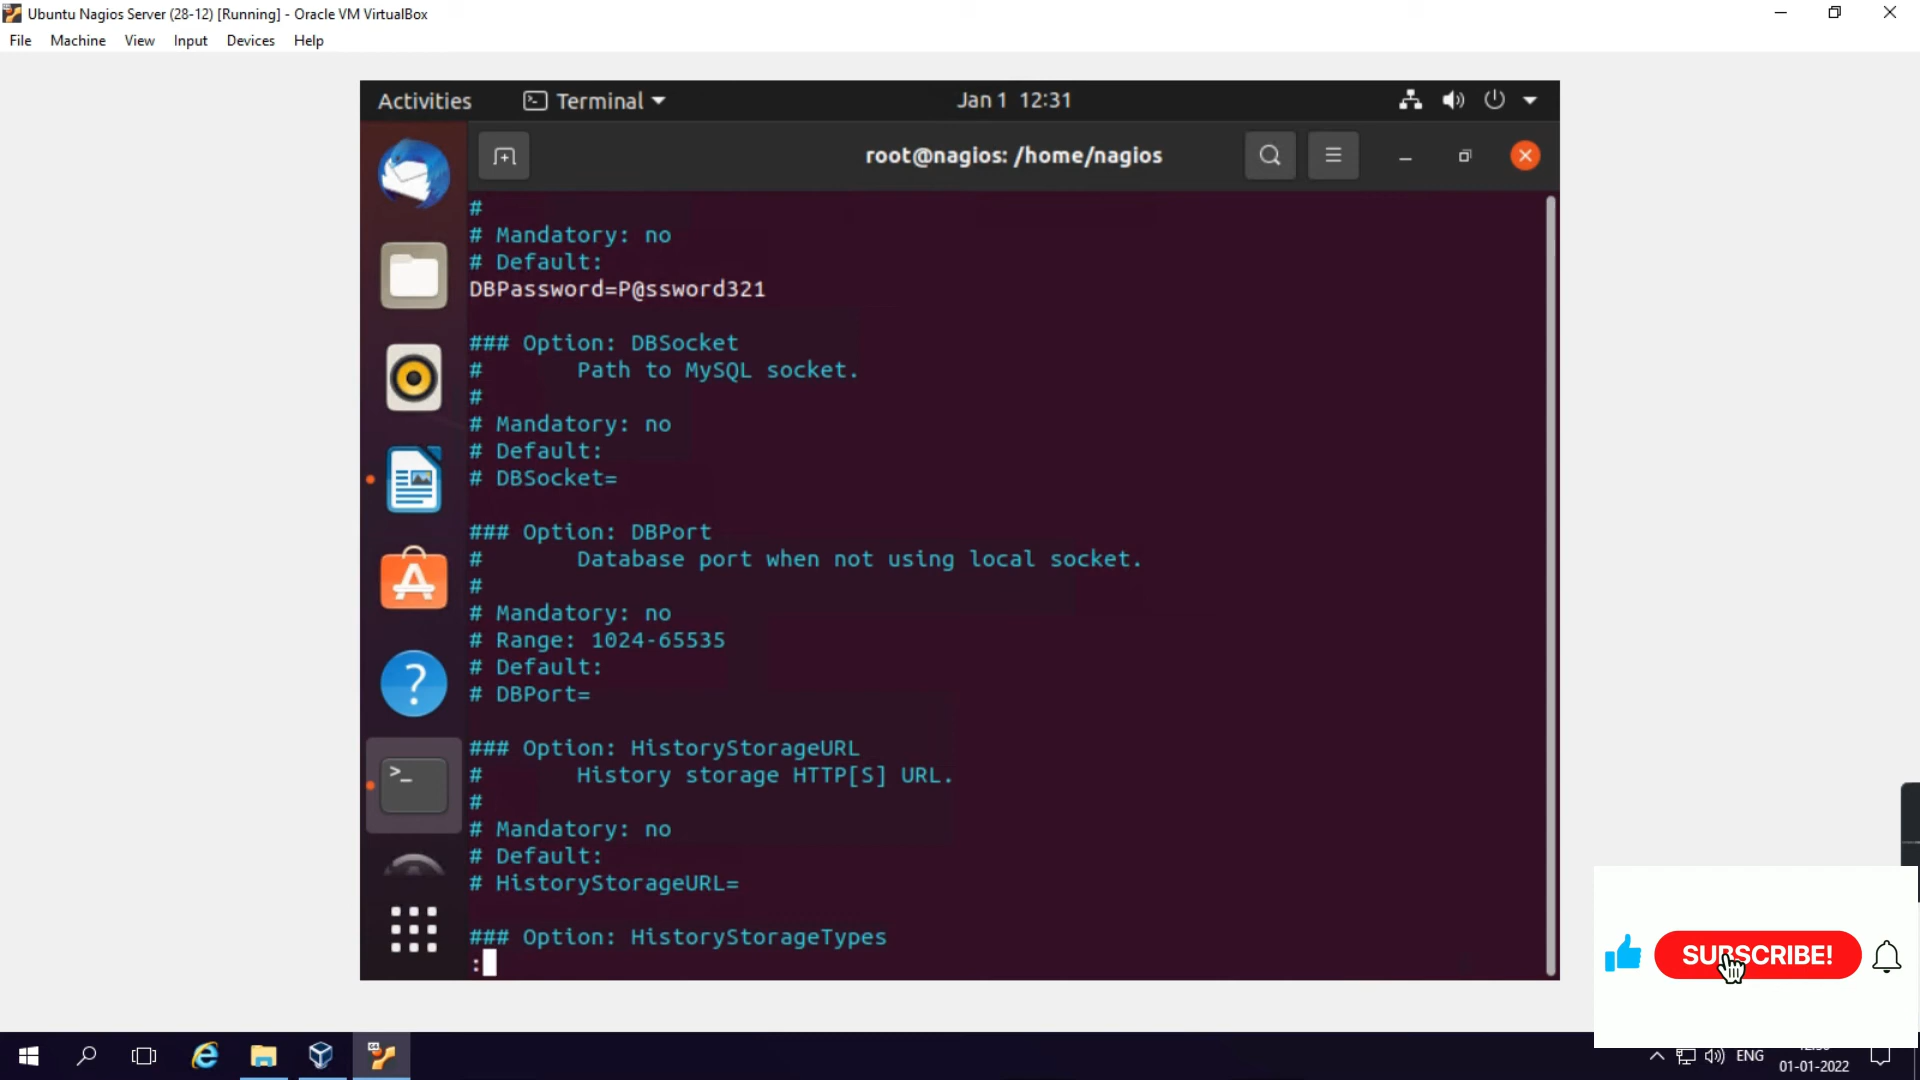 Ubuntu Nagios Server (28-12) [Running] - Oracle VM VirtualBox
File Machine View Input Devices Help
Activities Terminal Jan 1 12:31
root@nagios: /home/nagios
#
# Mandatory: no
# Default:
DBPassword=P@ssword321
### Option: DBSocket
# Path to MySQL socket.
#
# Mandatory: no
# Default:
# DBSocket=
### Option: DBPort
# Database port when not using local socket.
#
# Mandatory: no
# Range: 1024-65535
# Default:
# DBPort=
### Option: HistoryStorageURL
# History storage HTTP[S] URL.
#
# Mandatory: no
# Default:
# HistoryStorageURL=
### Option: HistoryStorageTypes
:
SUBSCRIBE!
ENG
01-01-2022